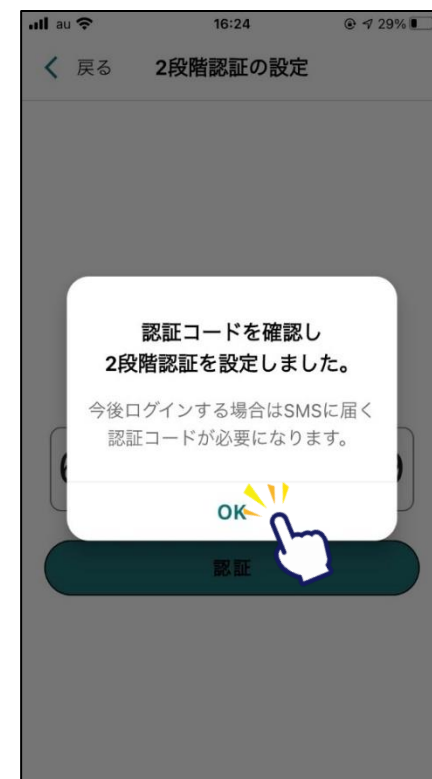 au 16:24 29%
戻る 2段階認証の設定
認証コードを確認し
2段階認証を設定しました。
今後ログインする場合はSMSに届く
認証コードが必要になります。
OK
認証